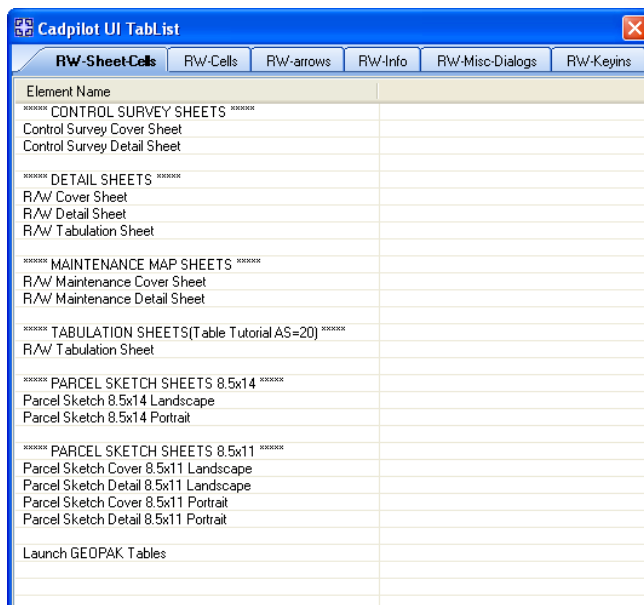 Cadpilot UI TabList
RW-Sheet-Cells RW-Cells RW-arrows RW-Info RW-Misc-Dialogs RW-Keyins
Element Name
***** CONTROL SURVEY SHEETS *****
Control Survey Cover Sheet
Control Survey Detail Sheet
***** DETAIL SHEETS *****
R/W Cover Sheet
R/W Detail Sheet
R/W Tabulation Sheet
***** MAINTENANCE MAP SHEETS *****
R/W Maintenance Cover Sheet
R/W Maintenance Detail Sheet
***** TABULATION SHEETS(Table Tutorial AS=20) *****
R/W Tabulation Sheet
***** PARCEL SKETCH SHEETS 8.5x14 *****
Parcel Sketch 8.5x14 Landscape
Parcel Sketch 8.5x14 Portrait
***** PARCEL SKETCH SHEETS 8.5x11 *****
Parcel Sketch Cover 8.5x11 Landscape
Parcel Sketch Detail 8.5x11 Landscape
Parcel Sketch Cover 8.5x11 Portrait
Parcel Sketch Detail 8.5x11 Portrait
Launch GEOPAK Tables